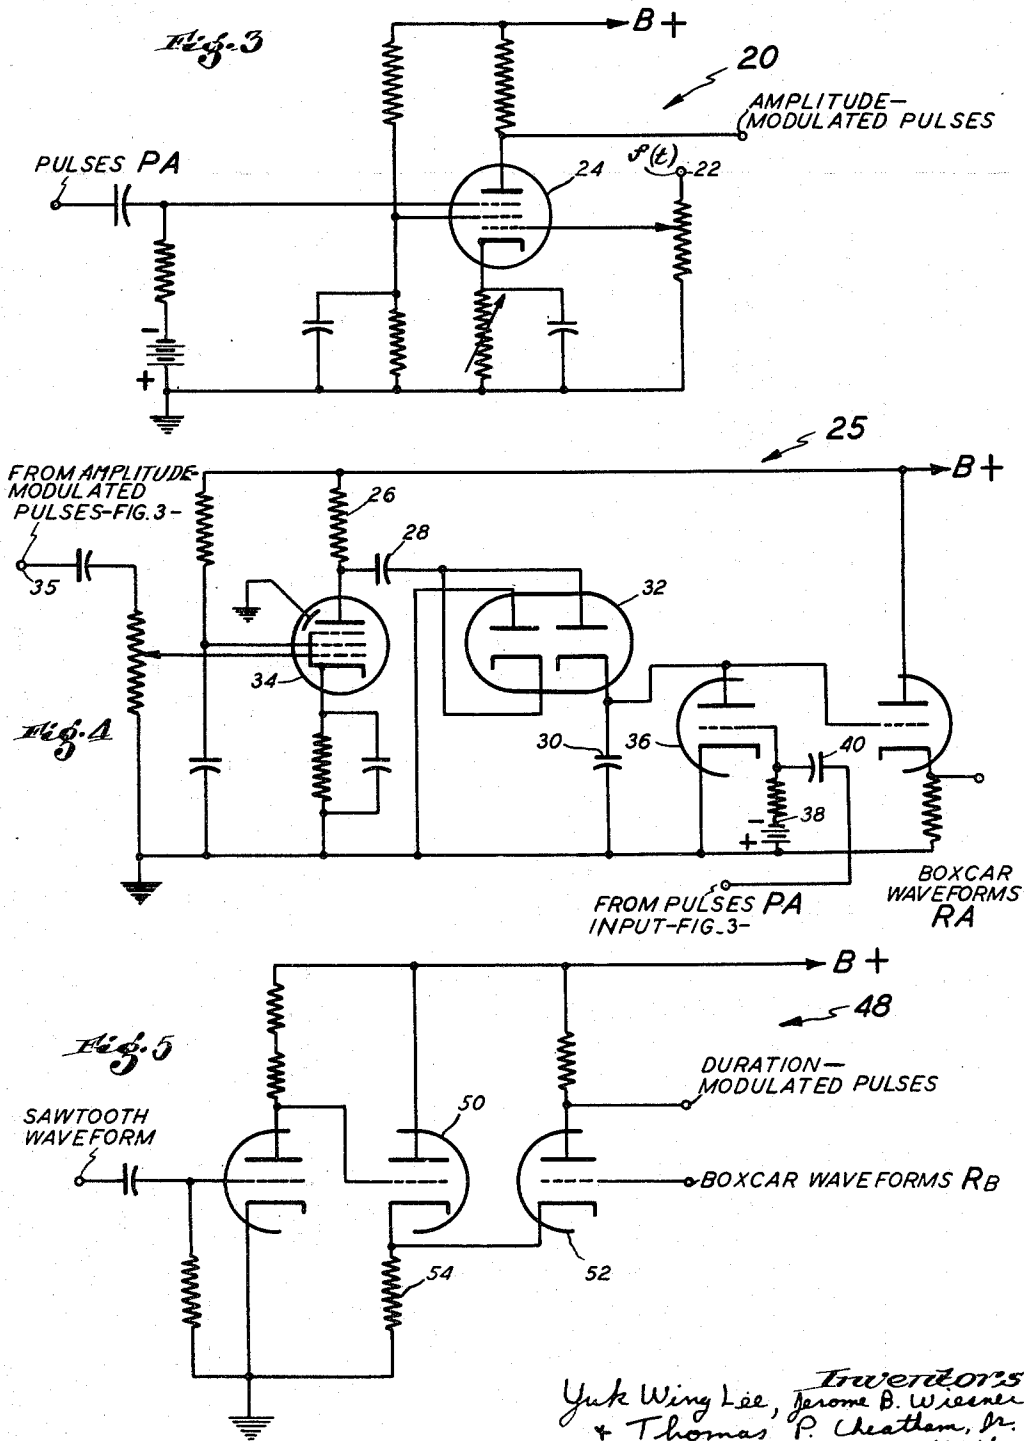 Fig. 3
B+
20
AMPLITUDE-
MODULATED PULSES
PULSES PA
f(t)
22
24
-
+
25
FROM AMPLITUDE-
MODULATED
PULSES-FIG.3-
B+
26
28
35
32
34
Fig. 4
30
36
40
38
-
+
FROM PULSES PA
INPUT-FIG.3-
BOXCAR
WAVEFORMS
RA
B+
48
Fig. 5
DURATION-
MODULATED PULSES
50
SAWTOOTH
WAVEFORM
BOXCAR WAVEFORMS RB
54
52
Inventors
Yuk Wing Lee, Jerome B. Wiesner
& Thomas P. Cheatham, Jr.